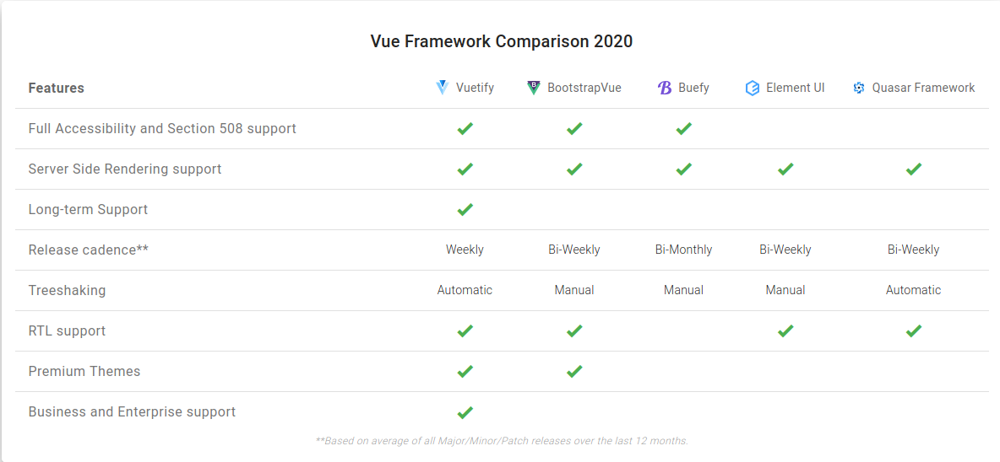 Vue Framework Comparison 2020
Features Vuetify BootstrapVue Buefy Element UI Quasar Framework
Full Accessibility and Section 508 support
Server Side Rendering support
Long-term Support
Release cadence** Weekly Bi-Weekly Bi-Monthly Bi-Weekly Bi-Weekly
Treeshaking Automatic Manual Manual Manual Automatic
RTL support
Premium Themes
Business and Enterprise support
**Based on average of all Major/Minor/Patch releases over the last 12 months.